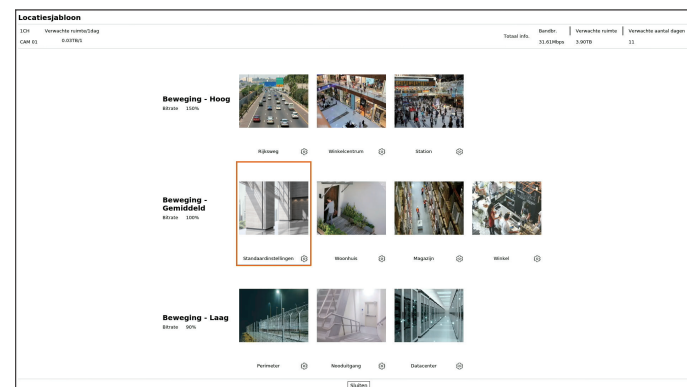 Locatiesjabloon
1CH Verwachte ruimte/1dag
CAM 01 0.03TB/1
Totaal info.
Bandbr. Verwachte ruimte Verwachte aantal dagen
31.61Mbps 3.90TB 11
Beweging - Hoog
Bitrate 150%
Rijksweg Winkelcentrum Station
Beweging -
Gemiddeld
Bitrate 100%
Standaardinstellingen Woonhuis Magazijn Winkel
Beweging - Laag
Bitrate 90%
Perimeter Nooduitgang Datacenter
Sluiten